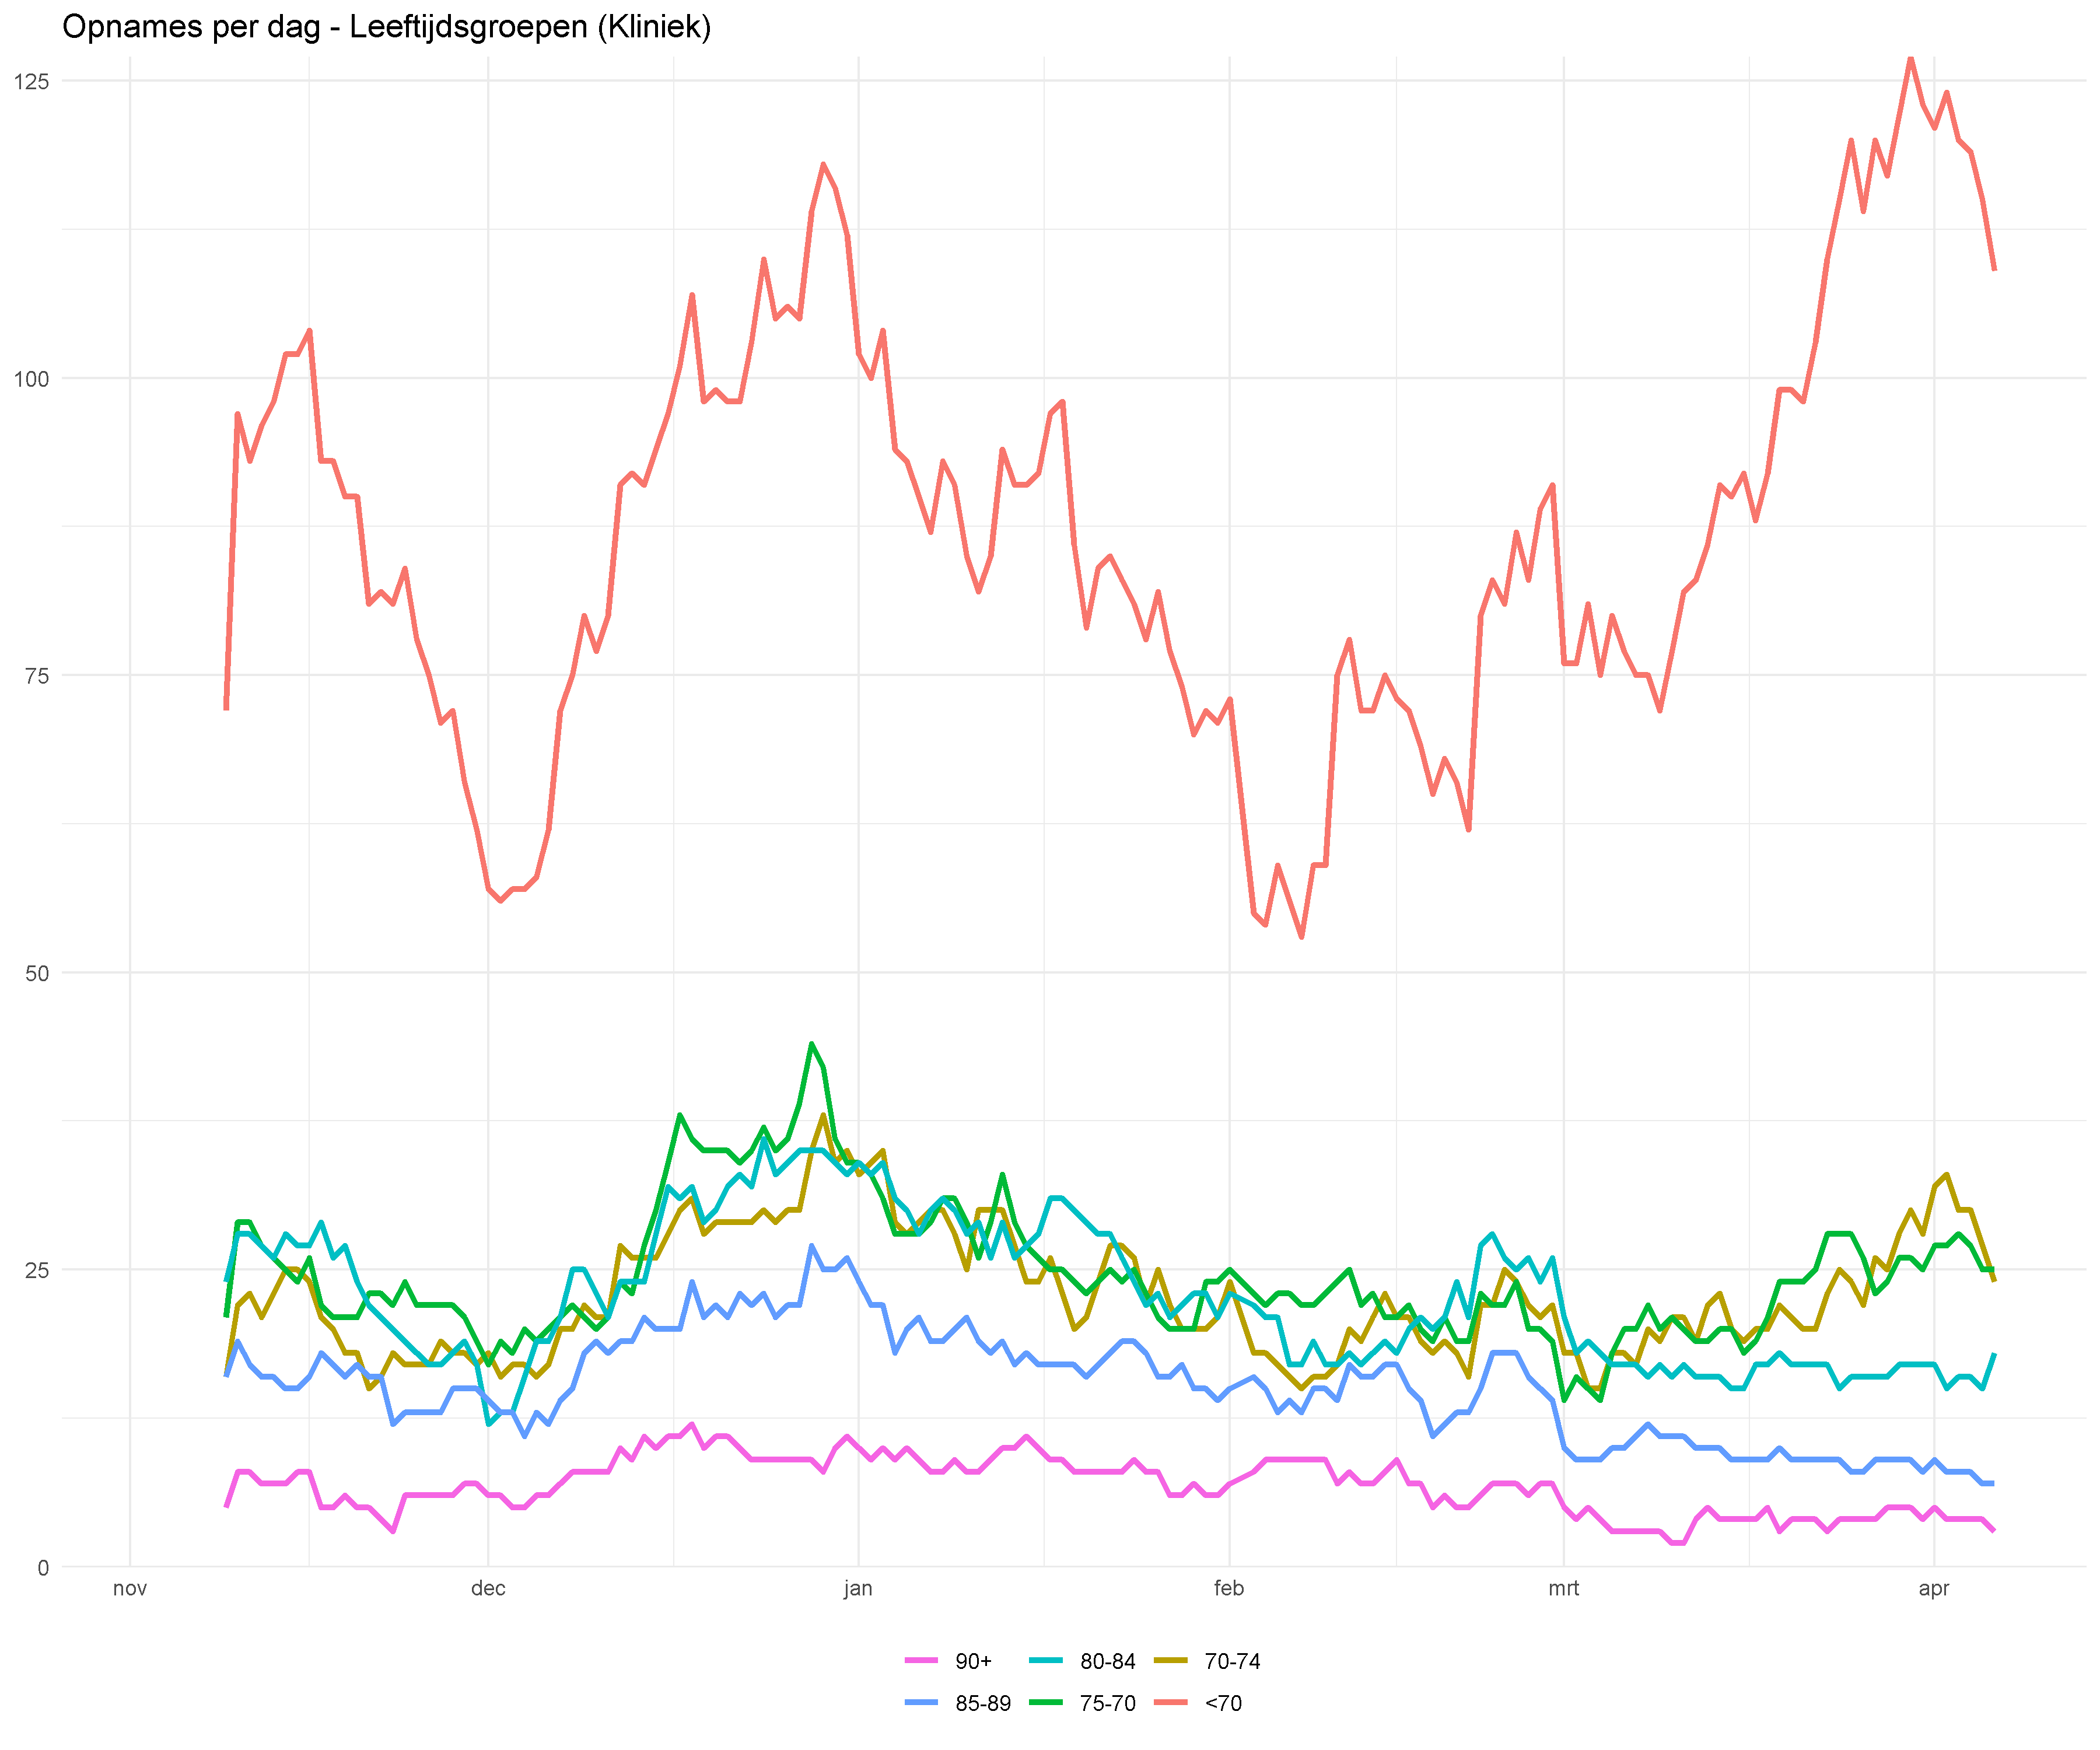 Opnames per dag - Leeftijdsgroepen (Kliniek)
125
100
75
50
25
0
nov dec jan feb mrt apr
90+ 80-84 70-74
85-89 75-70 <70